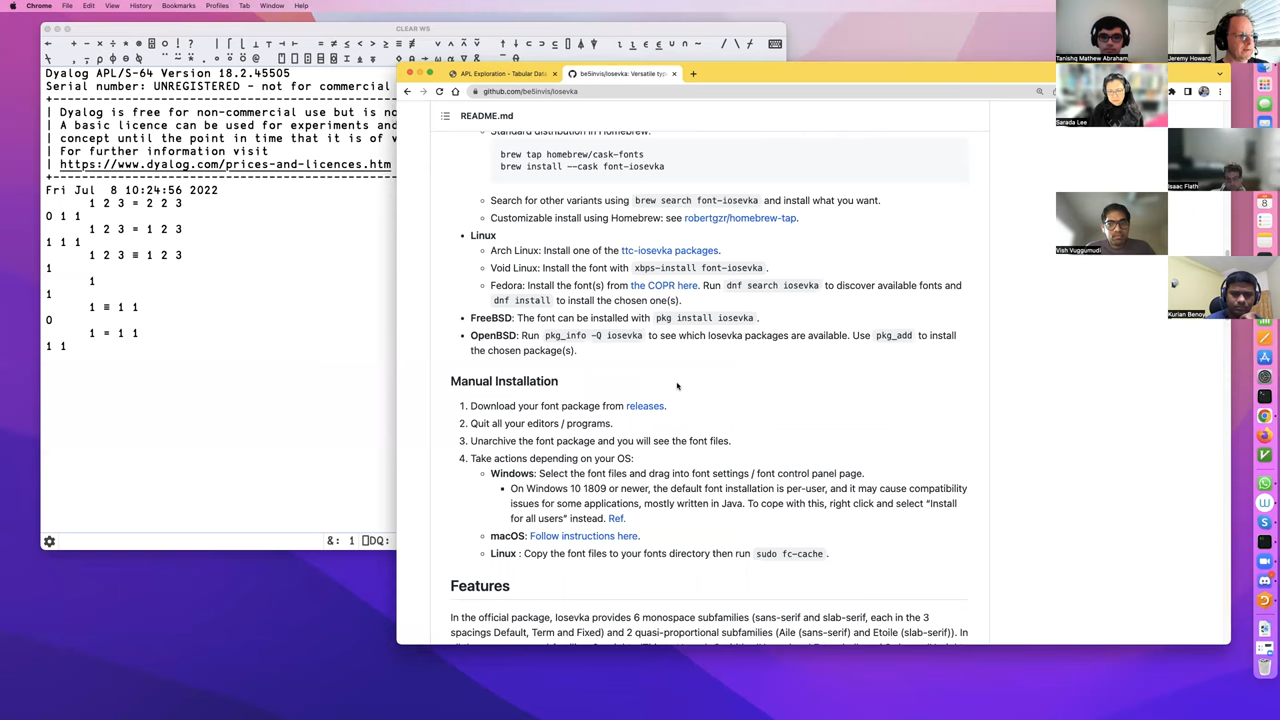 Chrome File Edit View History Bookmarks Profiles Tab Window Help
CLEAR WS
Dyalog APL/S-64 Version 18.2.45505
Serial number: UNREGISTERED - not for commercial
| Dyalog is free for non-commercial use but is no
| A basic licence can be used for experiments and
| concept until the point in time that it is of v
| For further information visit
| https://www.dyalog.com/prices-and-licences.htm
Fri Jul 8 10:24:56 2022
1 2 3 = 2 2 3
0 1 1
1 2 3 = 1 2 3
1 1 1
1 2 3 ≡ 1 2 3
1
1
1
1 ≡ 1 1
0
1 = 1 1
1 1
&: 1 ⎕DQ:
APL Exploration - Tabular Data
be5invis/Iosevka: Versatile typ
github.com/be5invis/Iosevka
README.md
Standard distribution in Homebrew:
brew tap homebrew/cask-fonts
brew install --cask font-iosevka
Search for other variants using brew search font-iosevka and install what you want.
Customizable install using Homebrew: see robertgzr/homebrew-tap.
Linux
Arch Linux: Install one of the ttc-iosevka packages.
Void Linux: Install the font with xbps-install font-iosevka .
Fedora: Install the font(s) from the COPR here. Run dnf search iosevka to discover available fonts and
dnf install to install the chosen one(s).
FreeBSD: The font can be installed with pkg install iosevka .
OpenBSD: Run pkg_info -Q iosevka to see which Iosevka packages are available. Use pkg_add to install
the chosen package(s).
Manual Installation
1. Download your font package from releases.
2. Quit all your editors / programs.
3. Unarchive the font package and you will see the font files.
4. Take actions depending on your OS:
Windows: Select the font files and drag into font settings / font control panel page.
On Windows 10 1809 or newer, the default font installation is per-user, and it may cause compatibility
issues for some applications, mostly written in Java. To cope with this, right click and select “Install
for all users” instead. Ref.
macOS: Follow instructions here.
Linux : Copy the font files to your fonts directory then run sudo fc-cache .
Features
In the official package, Iosevka provides 6 monospace subfamilies (sans-serif and slab-serif, each in the 3
spacings Default, Term and Fixed) and 2 quasi-proportional subfamilies (Aile (sans-serif) and Etoile (slab-serif)). In
Tanishq Mathew Abraham
Jeremy Howard
Sarada Lee
Isaac Flath
Vish Vuggumudi
Kurian Benoy